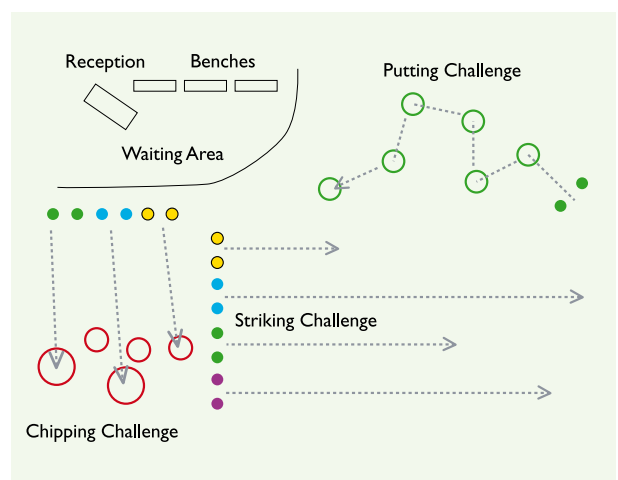 Reception
Benches
Putting Challenge
Waiting Area
Striking Challenge
Chipping Challenge